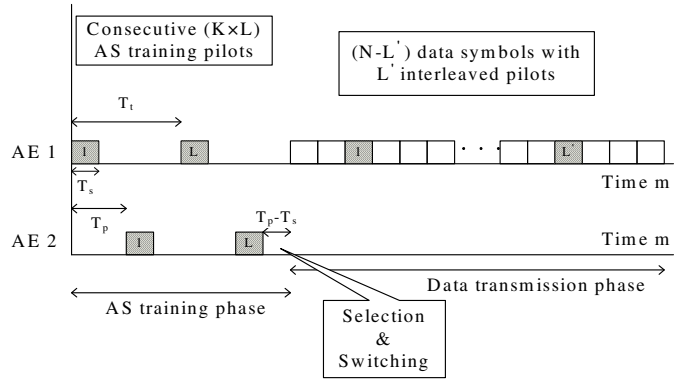 Consecutive (K×L)
AS training pilots
(N-L') data symbols with
L' interleaved pilots
T_t
AE 1
1
L
1
· · ·
L'
T_s
Time m
T_p
T_p-T_s
AE 2
1
L
Time m
AS training phase
Data transmission phase
Selection
&
Switching